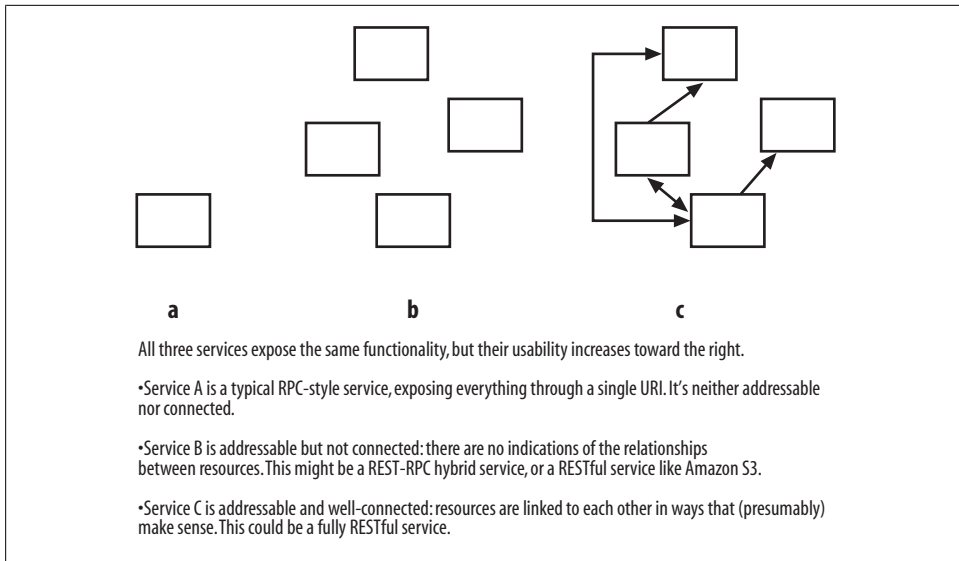 a b c
All three services expose the same functionality, but their usability increases toward the right.
•Service A is a typical RPC-style service, exposing everything through a single URI. It's neither addressable
nor connected.
•Service B is addressable but not connected: there are no indications of the relationships
between resources. This might be a REST-RPC hybrid service, or a RESTful service like Amazon S3.
•Service C is addressable and well-connected: resources are linked to each other in ways that (presumably)
make sense. This could be a fully RESTful service.